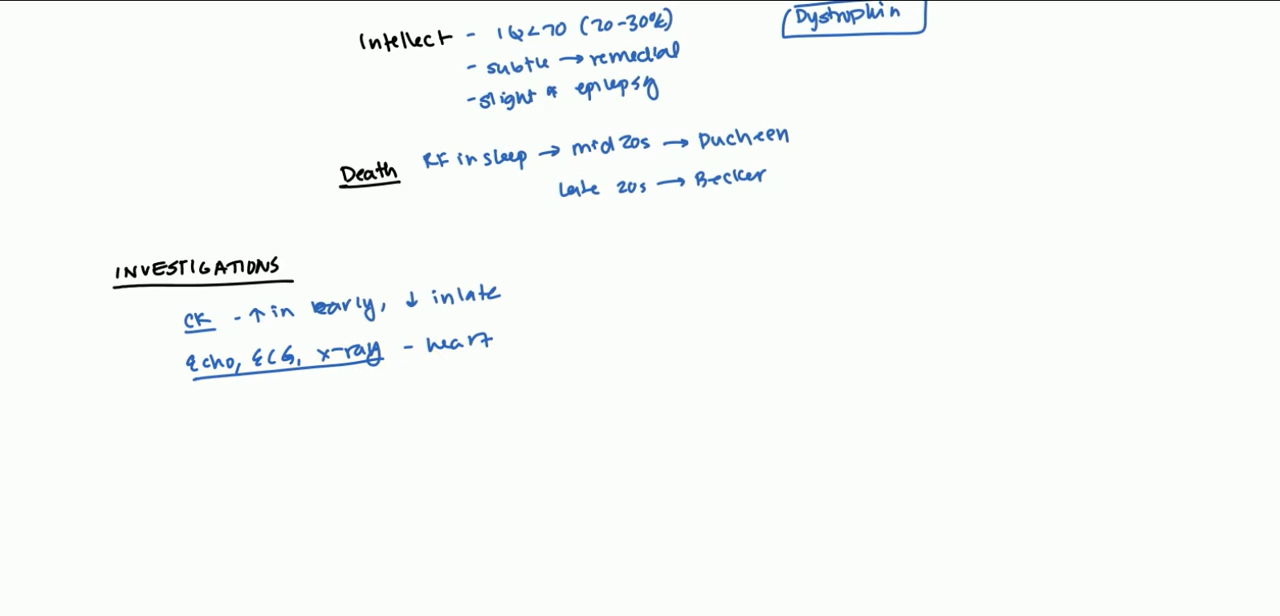 Dystrophin
Intellect - IQ<70 (20-30%)
- subtle → remedial
- slight ↑ epilepsy
Death RF in sleep → mid 20s → Ducheen
Late 20s → Becker
INVESTIGATIONS
CK - ↑ in early, ↓ in late
Echo, ECG, x-ray - heart